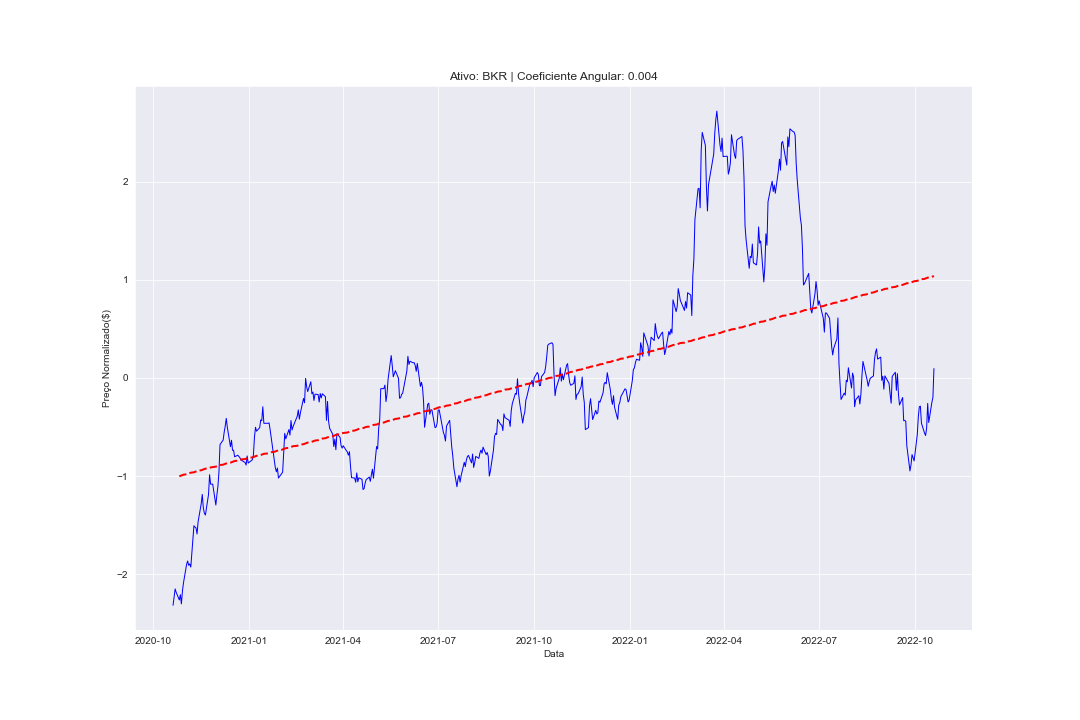 Ativo: BKR | Coeficiente Angular: 0.004
Preço Normalizado($)
2
1
0
−1
−2
2020-10 2021-01 2021-04 2021-07 2021-10 2022-01 2022-04 2022-07 2022-10
Data